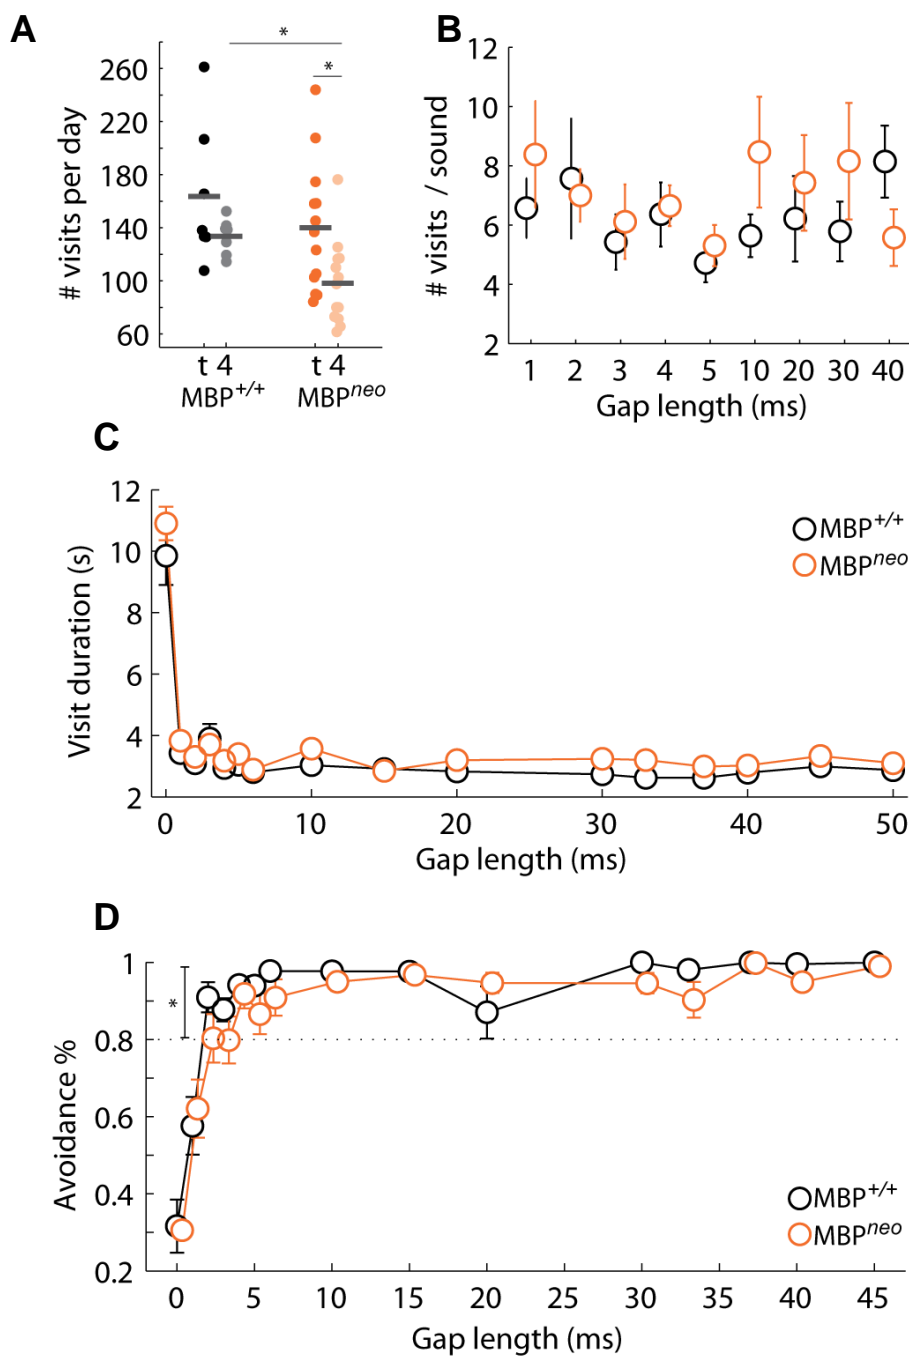 A
B
*
*
260
220
180
140
100
60
# visits per day
t 4 t 4
MBP+/+ MBPneo
12
10
8
6
4
2
# visits / sound
1 2 3 4 5 10 20 30 40
Gap length (ms)
C
12
10
8
6
4
2
Visit duration (s)
MBP+/+
MBPneo
0 10 20 30 40 50
Gap length (ms)
D
1
0.8
0.6
0.4
0.2
Avoidance %
*
MBP+/+
MBPneo
0 5 10 15 20 25 30 35 40 45
Gap length (ms)